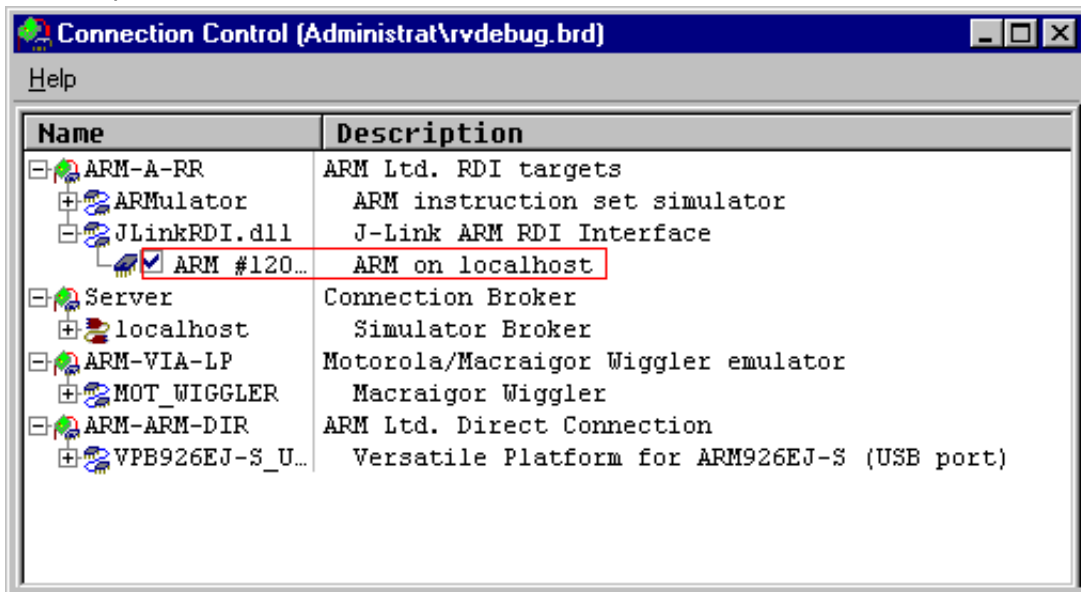 Connection Control (Administrat\rvdebug.brd)
Help
Name Description
ARM-A-RR ARM Ltd. RDI targets
ARMulator ARM instruction set simulator
JLinkRDI.dll J-Link ARM RDI Interface
ARM #120… ARM on localhost
Server Connection Broker
localhost Simulator Broker
ARM-VIA-LP Motorola/Macraigor Wiggler emulator
MOT_WIGGLER Macraigor Wiggler
ARM-ARM-DIR ARM Ltd. Direct Connection
VPB926EJ-S_U… Versatile Platform for ARM926EJ-S (USB port)